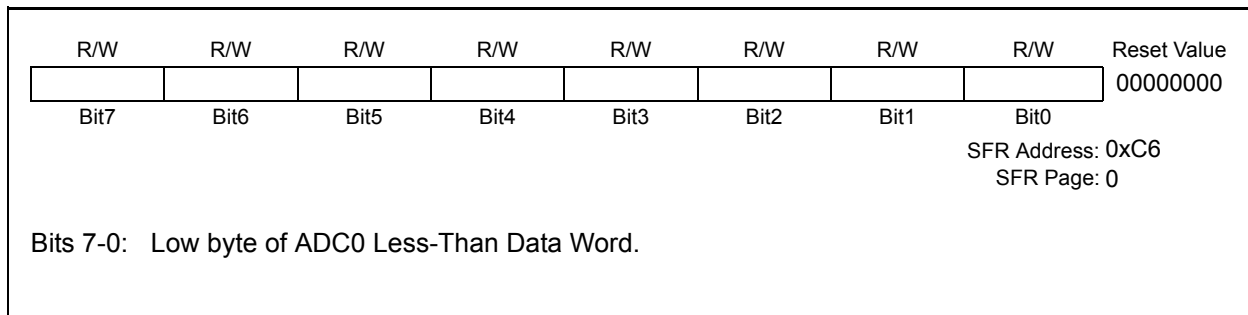 R/W R/W R/W R/W R/W R/W R/W R/W Reset Value
00000000
Bit7 Bit6 Bit5 Bit4 Bit3 Bit2 Bit1 Bit0
SFR Address: 0xC6
SFR Page: 0
Bits 7-0: Low byte of ADC0 Less-Than Data Word.